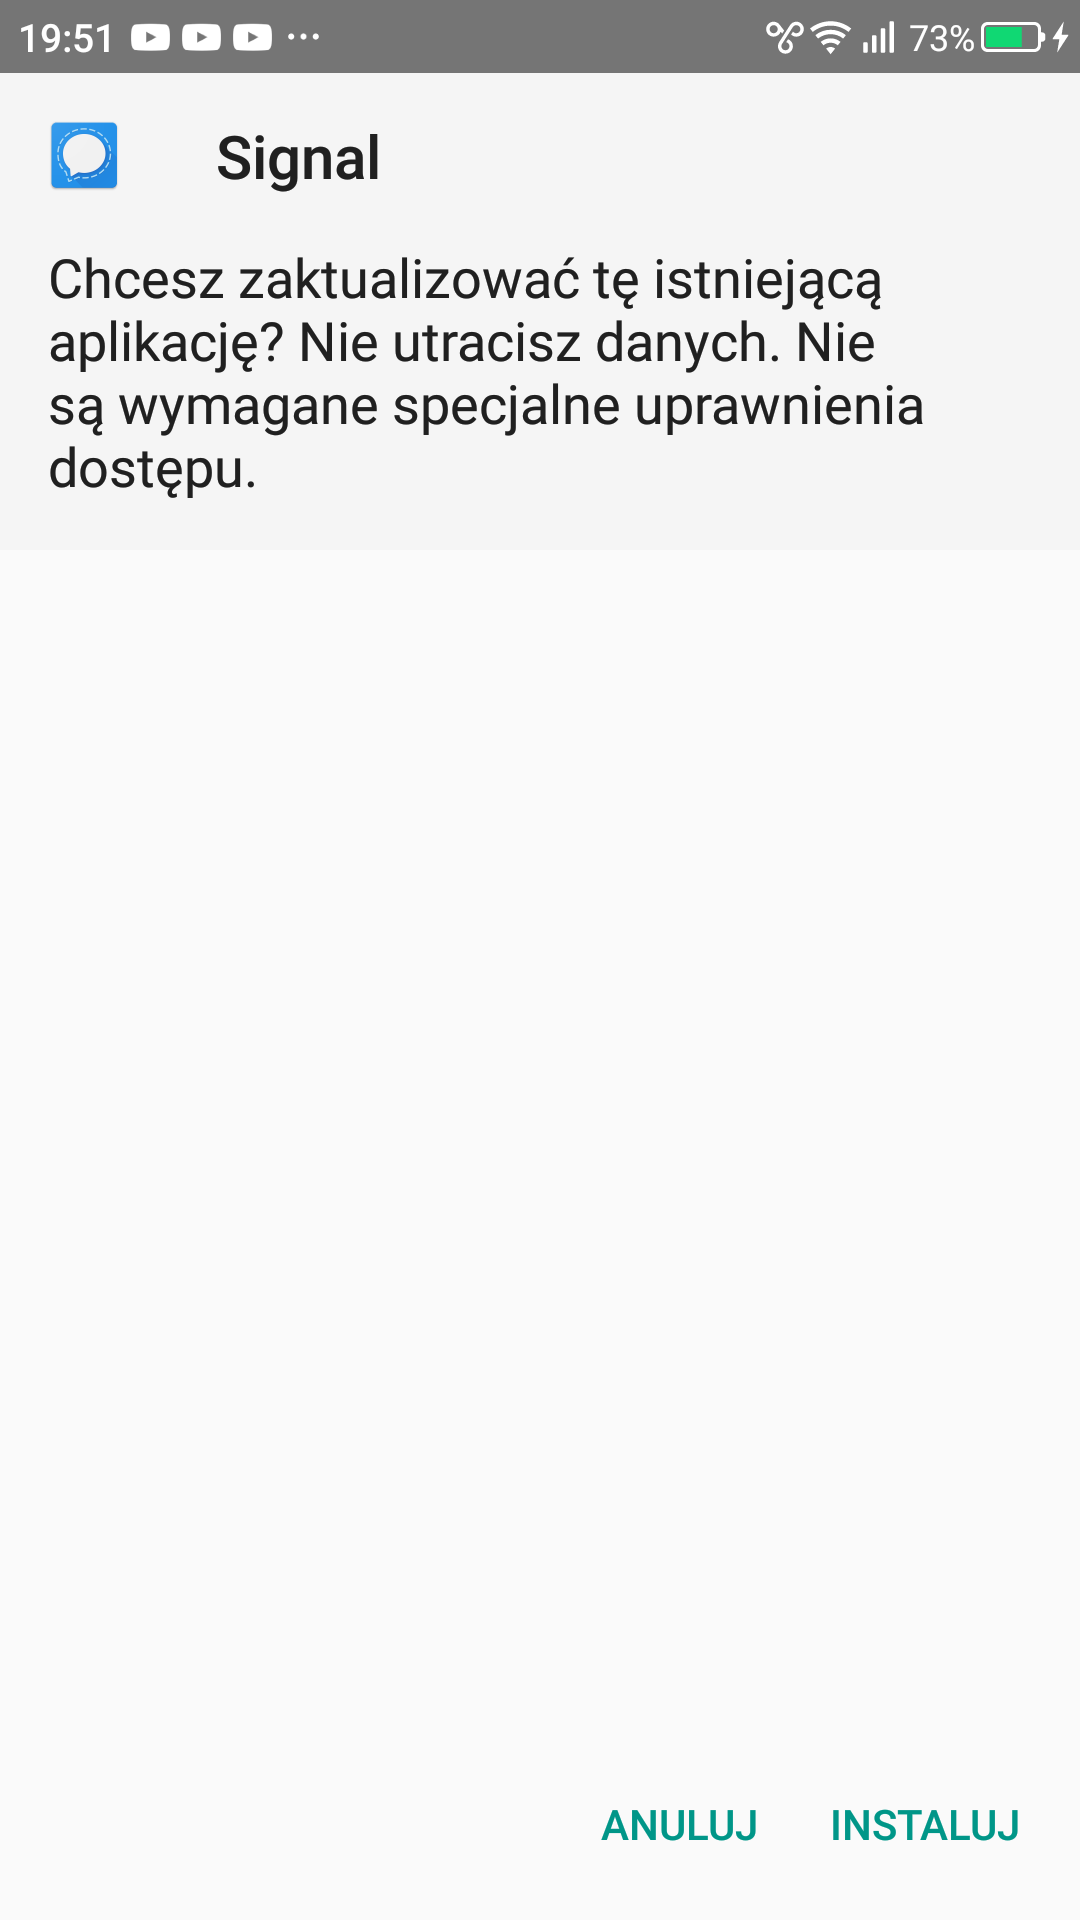 19:51 73%
Signal
Chcesz zaktualizować tę istniejącą
aplikację? Nie utracisz danych. Nie
są wymagane specjalne uprawnienia
dostępu.
ANULUJ INSTALUJ